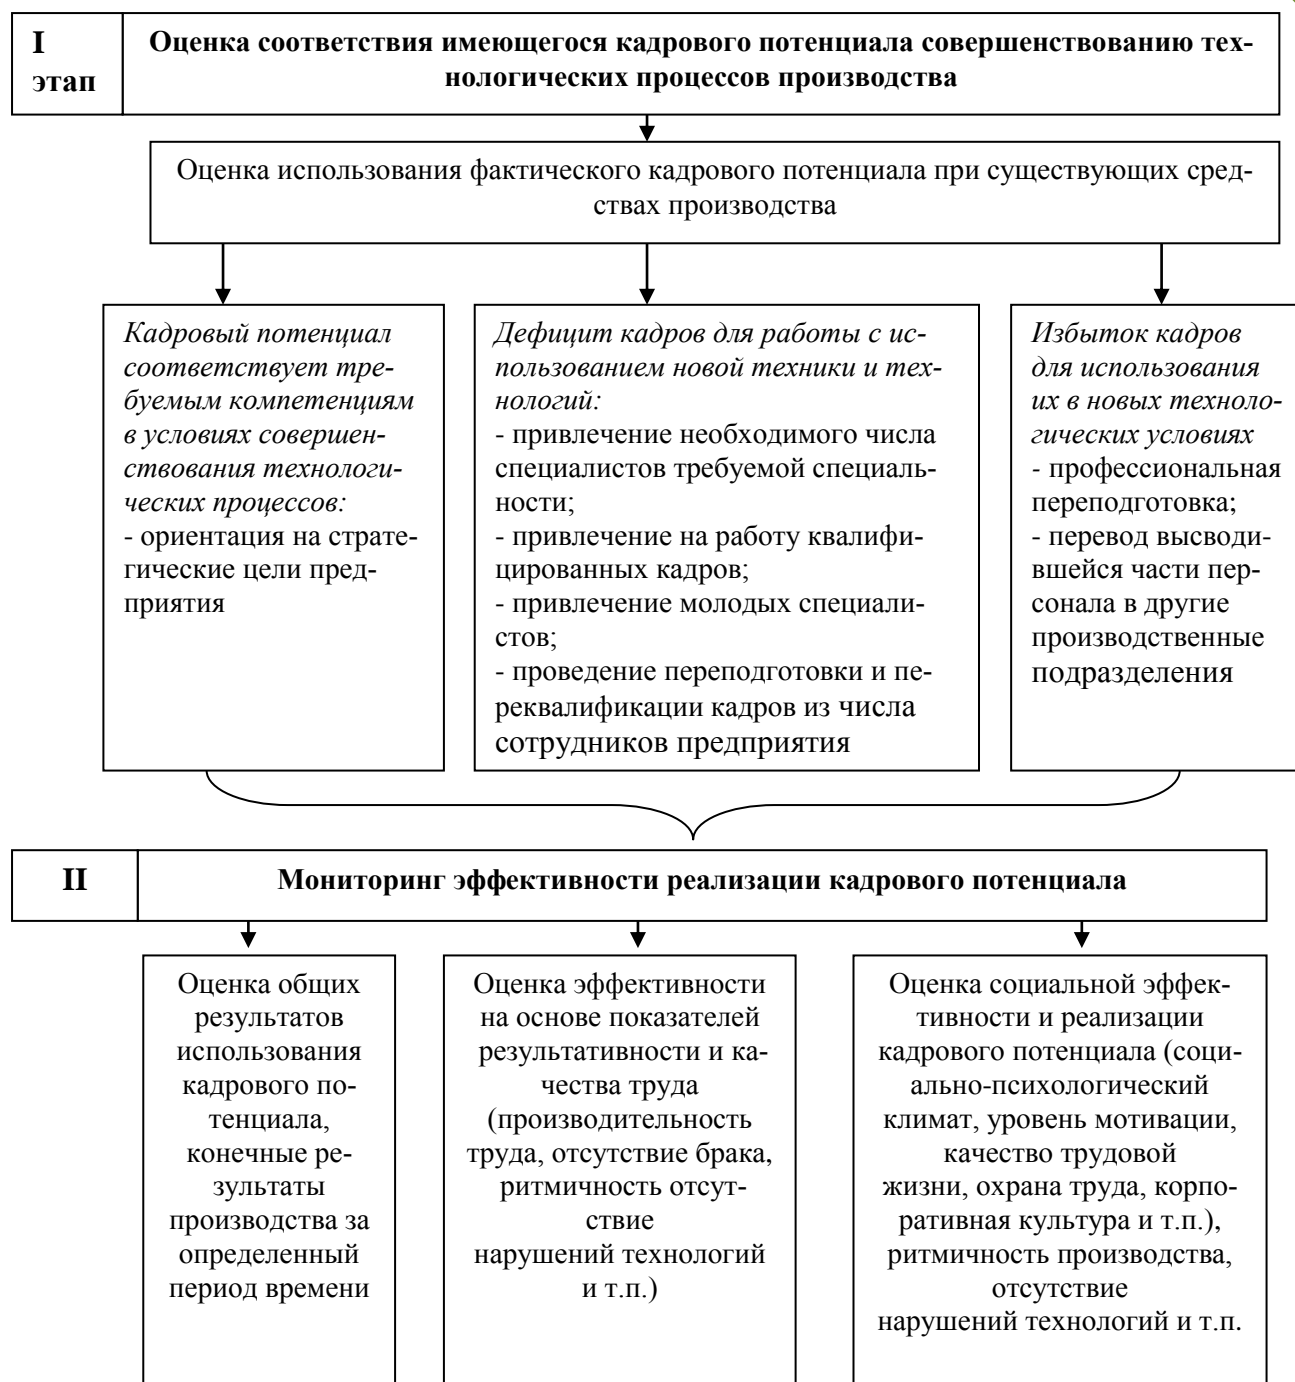 I
этап
Оценка соответствия имеющегося кадрового потенциала совершенствованию тех-
нологических процессов производства
Оценка использования фактического кадрового потенциала при существующих сред-
ствах производства
Кадровый потенциал
соответствует тре-
буемым компетенциям
в условиях совершен-
ствования технологи-
ческих процессов:
- ориентация на страте-
гические цели пред-
приятия
Дефицит кадров для работы с ис-
пользованием новой техники и тех-
нологий:
- привлечение необходимого числа
специалистов требуемой специаль-
ности;
- привлечение на работу квалифи-
цированных кадров;
- привлечение молодых специали-
стов;
- проведение переподготовки и пе-
реквалификации кадров из числа
сотрудников предприятия
Избыток кадров
для использования
их в новых техноло-
гических условиях
- профессиональная
переподготовка;
- перевод высводи-
вшейся части пер-
сонала в другие
производственные
подразделения
II
Мониторинг эффективности реализации кадрового потенциала
Оценка общих
результатов
использования
кадрового по-
тенциала,
конечные ре-
зультаты
производства за
определенный
период времени
Оценка эффективности
на основе показателей
результативности и ка-
чества труда
(производительность
труда, отсутствие брака,
ритмичность отсут-
ствие
нарушений технологий
и т.п.)
Оценка социальной эффек-
тивности и реализации
кадрового потенциала (соци-
ально-психологический
климат, уровень мотивации,
качество трудовой
жизни, охрана труда, корпо-
ративная культура и т.п.),
ритмичность производства,
отсутствие
нарушений технологий и т.п.